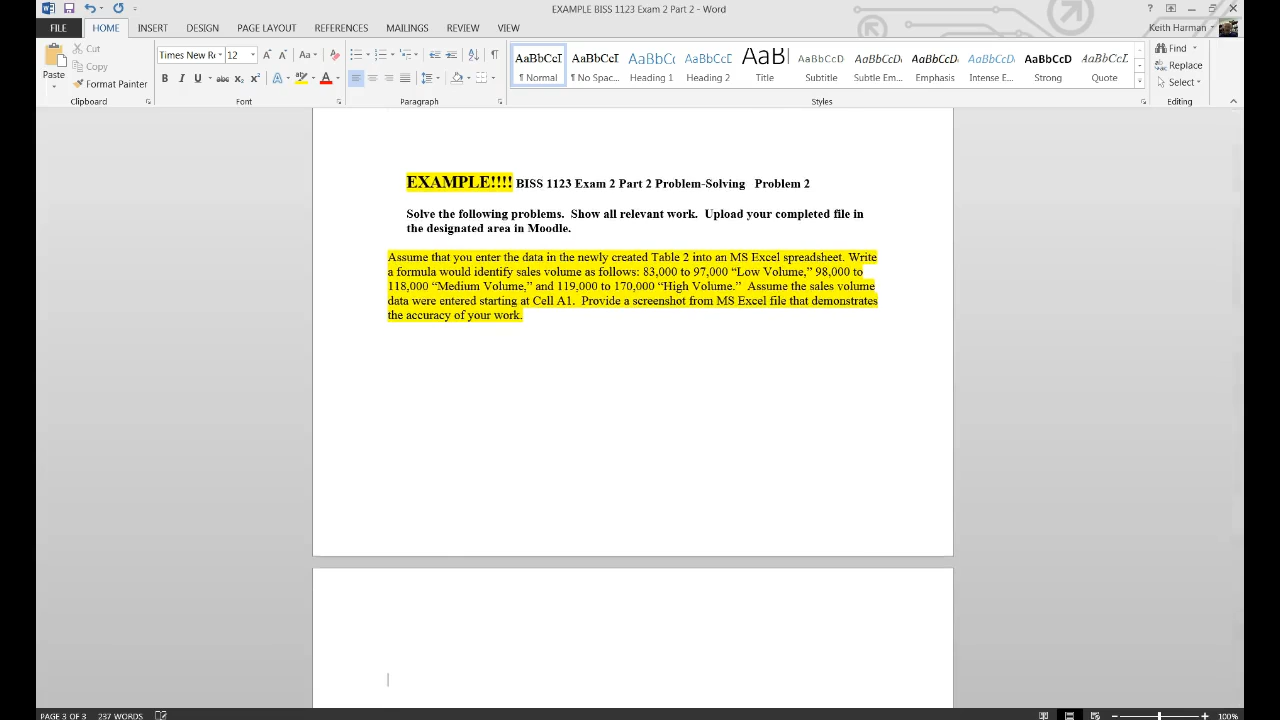 EXAMPLE BISS 1123 Exam 2 Part 2 - Word
FILE HOME INSERT DESIGN PAGE LAYOUT REFERENCES MAILINGS REVIEW VIEW Keith Harman
Paste Cut Copy Format Painter
Times New R 12
AaBbCcI AaBbCcI AaBbCc AaBbCc AaBl AaBbCcD AaBbCcD AaBbCcD AaBbCcD AaBbCcD AaBbCcD
¶ Normal ¶ No Spac... Heading 1 Heading 2 Title Subtitle Subtle Em... Emphasis Intense E... Strong Quote
Find Replace Select
Clipboard Font Paragraph Styles Editing
EXAMPLE!!!! BISS 1123 Exam 2 Part 2 Problem-Solving Problem 2
Solve the following problems. Show all relevant work. Upload your completed file in
the designated area in Moodle.
Assume that you enter the data in the newly created Table 2 into an MS Excel spreadsheet. Write
a formula would identify sales volume as follows: 83,000 to 97,000 “Low Volume,” 98,000 to
118,000 “Medium Volume,” and 119,000 to 170,000 “High Volume.” Assume the sales volume
data were entered starting at Cell A1. Provide a screenshot from MS Excel file that demonstrates
the accuracy of your work.
PAGE 3 OF 3 237 WORDS 100%